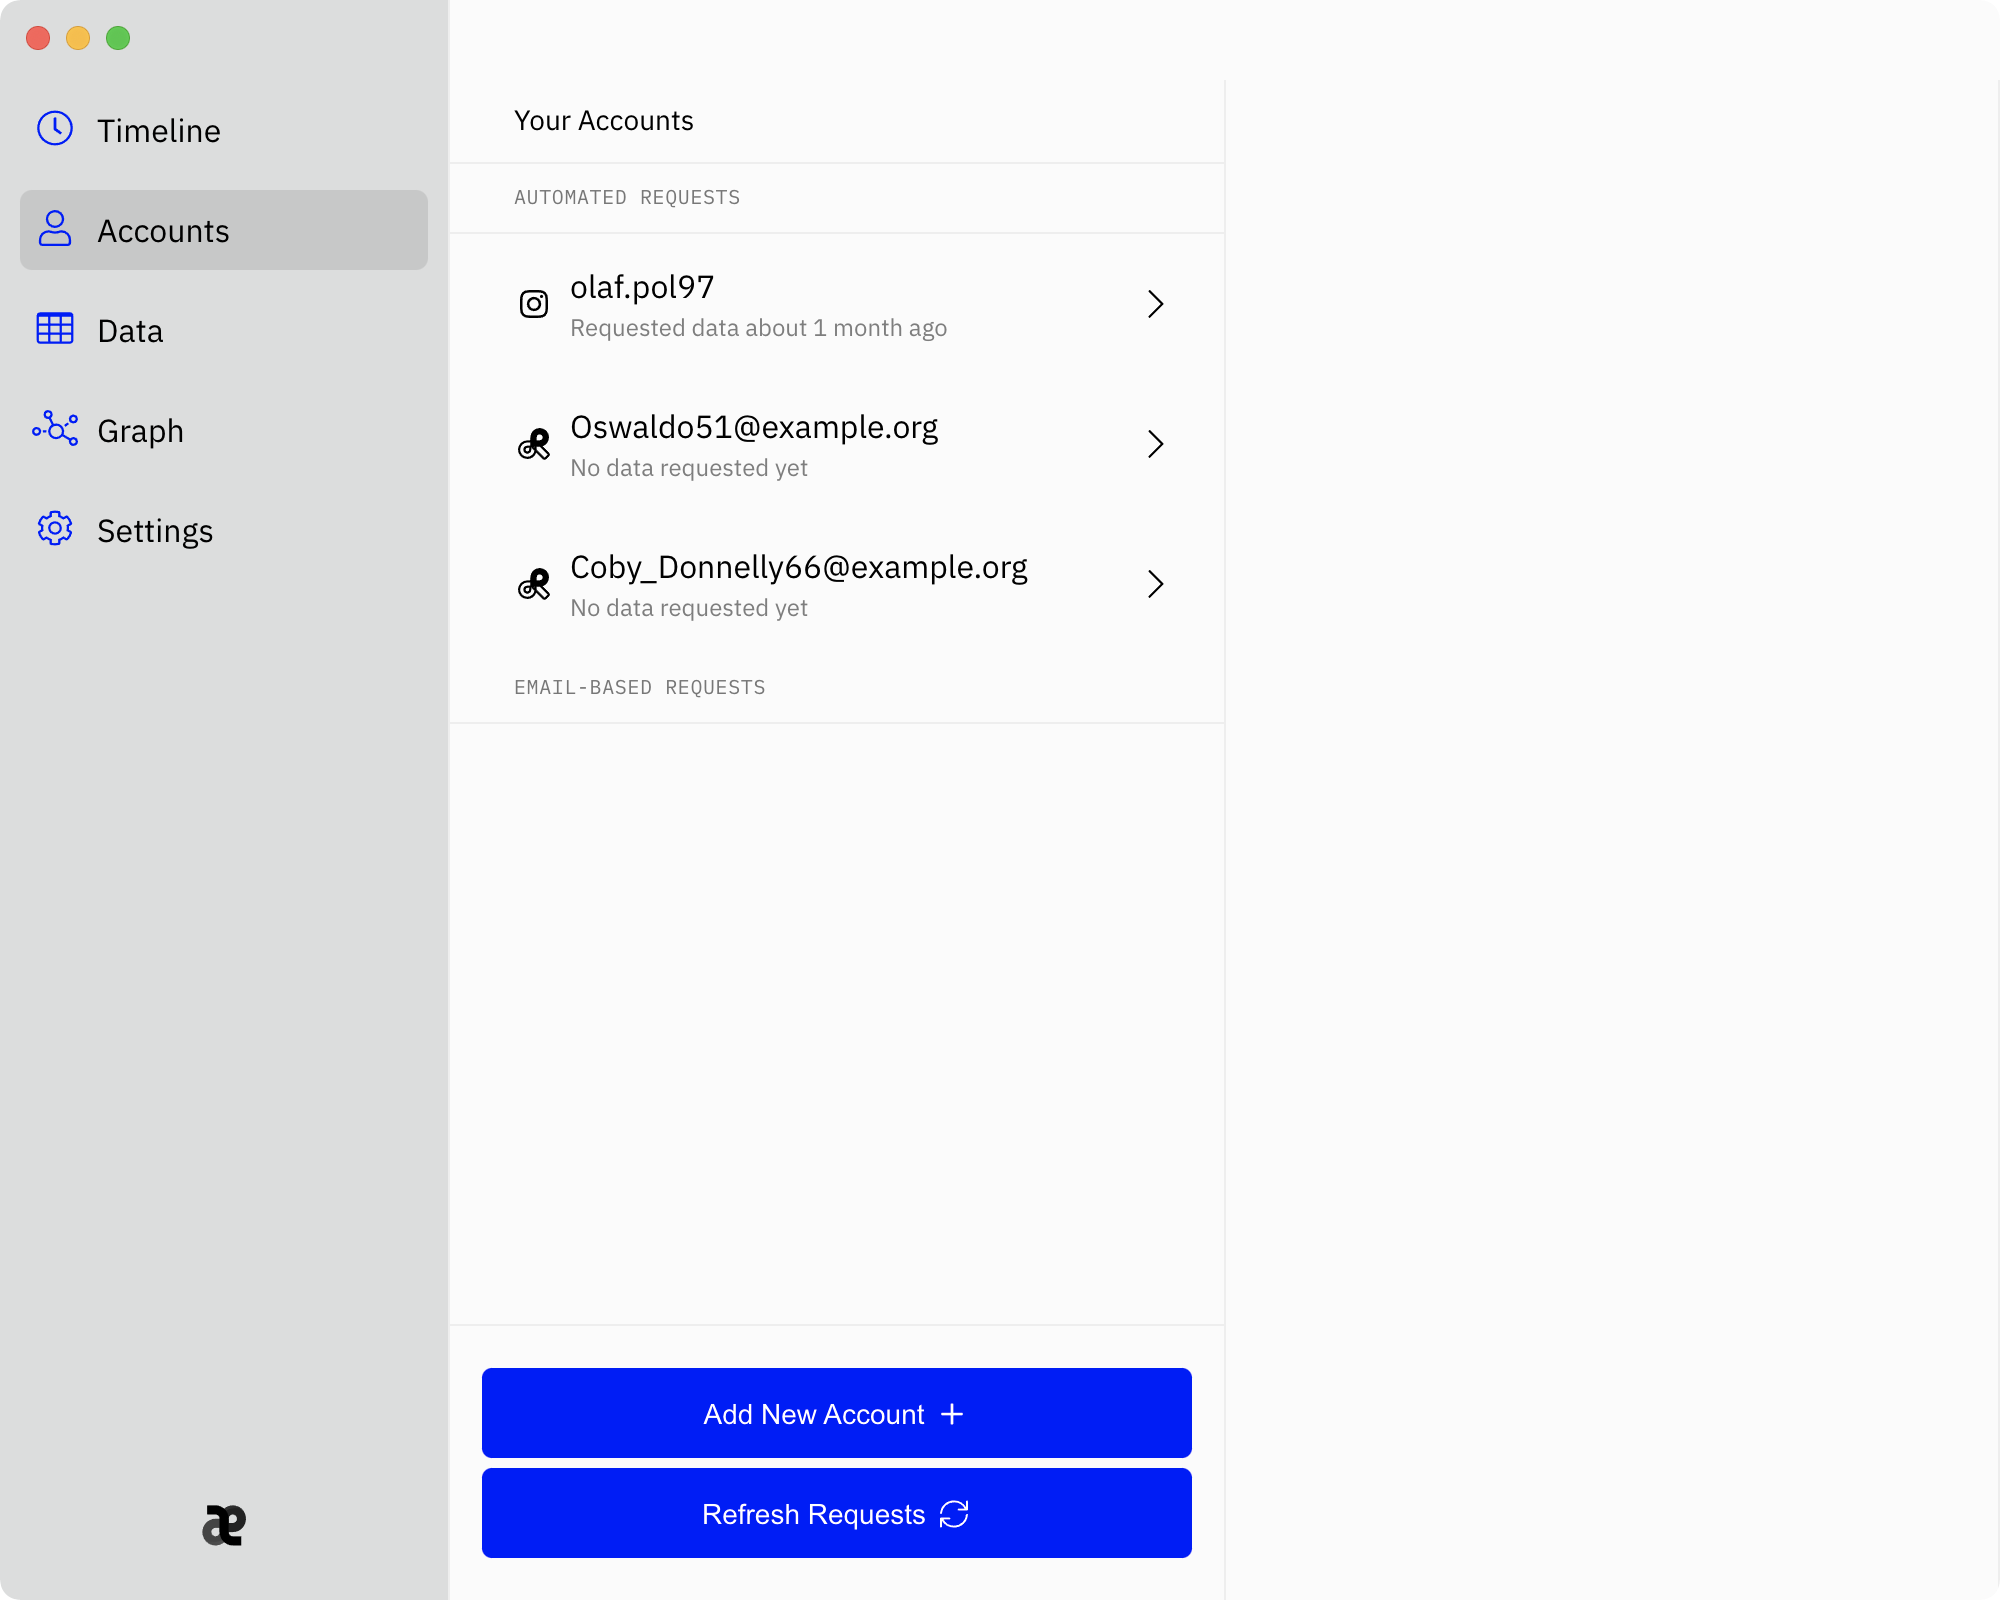 Timeline
Accounts
Data
Graph
Settings
Your Accounts
AUTOMATED REQUESTS
olaf.pol97
Requested data about 1 month ago
Oswaldo51@example.org
No data requested yet
Coby_Donnelly66@example.org
No data requested yet
EMAIL-BASED REQUESTS
Add New Account
Refresh Requests